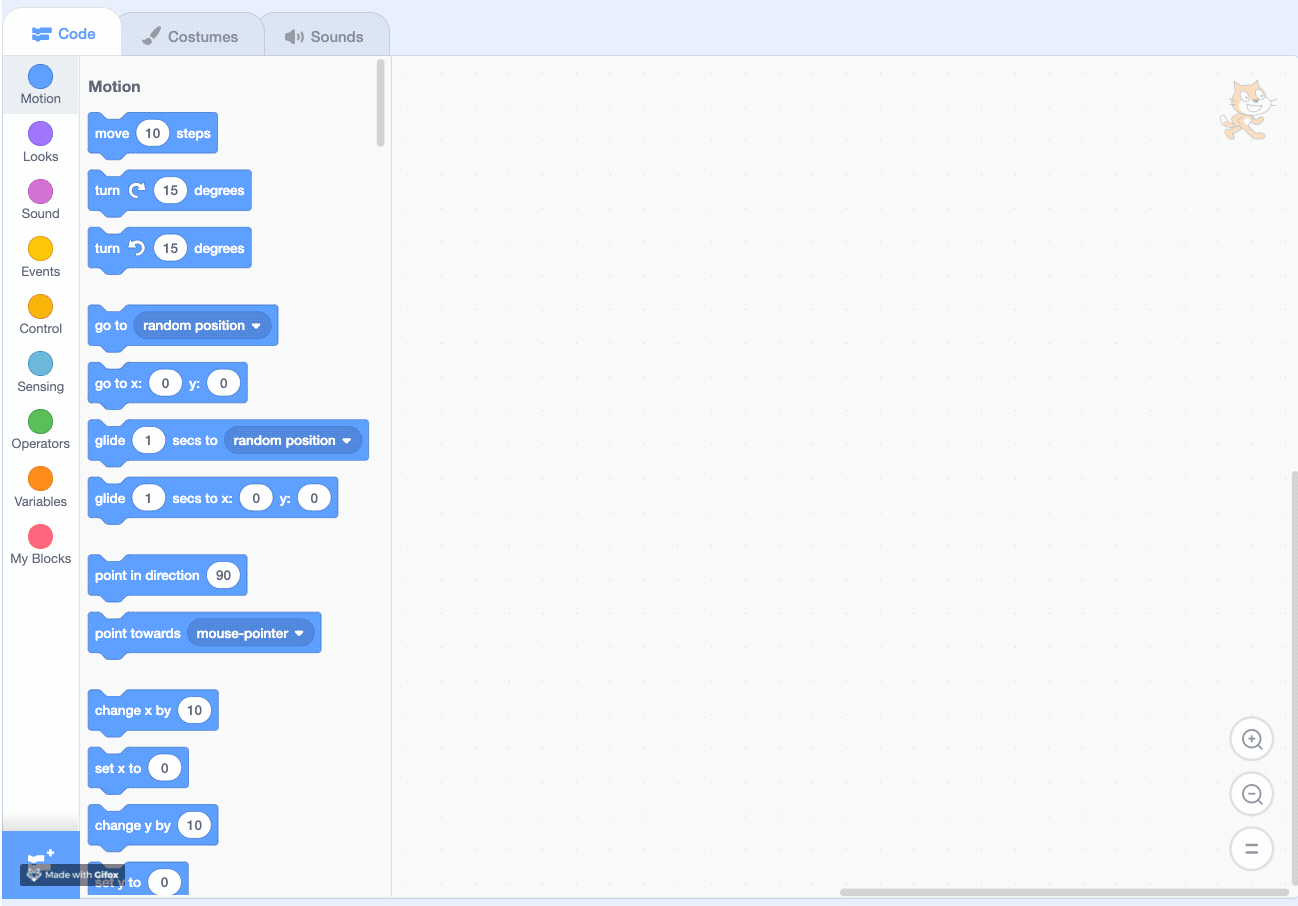 Code
Costumes
Sounds
Motion
Looks
Sound
Events
Control
Sensing
Operators
Variables
My Blocks
Motion
move 10 steps
turn 15 degrees
turn 15 degrees
go to random position
go to x: 0 y: 0
glide 1 secs to random position
glide 1 secs to x: 0 y: 0
point in direction 90
point towards mouse-pointer
change x by 10
set x to 0
change y by 10
set y to 0
Made with Gifox